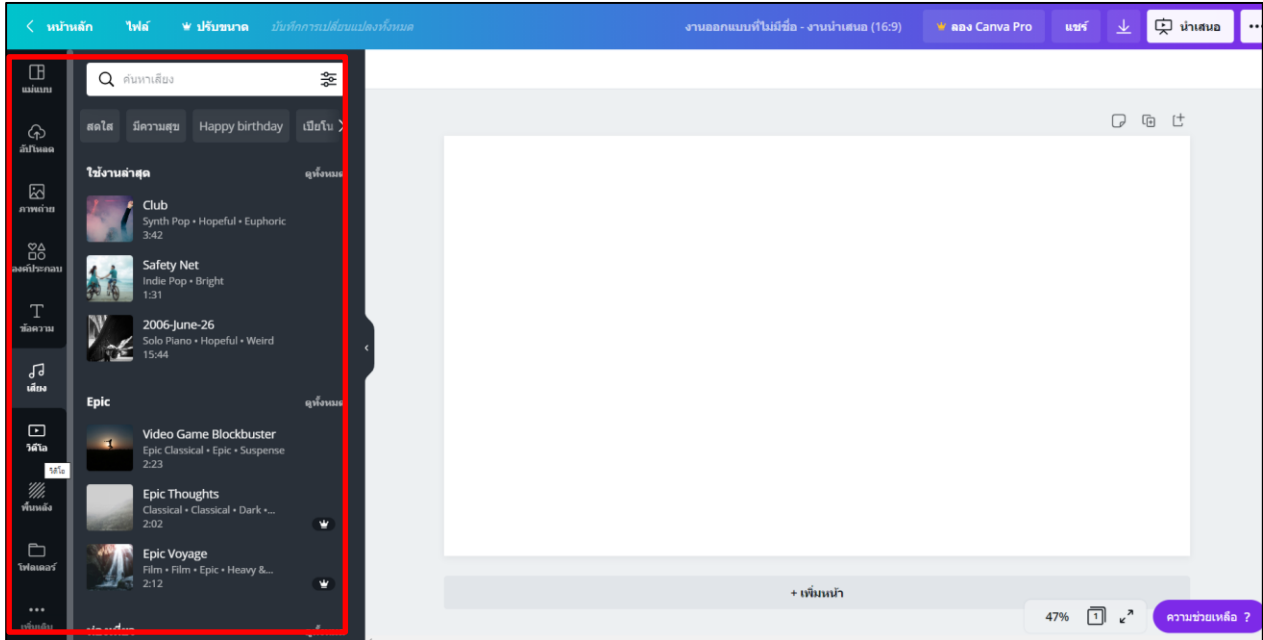 หน้าหลัก ไฟล์ ปรับขนาด บันทึกการเปลี่ยนแปลงทั้งหมด งานออกแบบที่ไม่มีชื่อ - งานนำเสนอ (16:9) ลอง Canva Pro แชร์ นำเสนอ
แม่แบบ
อัปโหลด
ภาพถ่าย
องค์ประกอบ
ข้อความ
เสียง
วิดีโอ
วิดีโอ
พื้นหลัง
โฟลเดอร์
เพิ่มเติม
ค้นหาเสียง
สดใส มีความสุข Happy birthday เปียโน
ใช้งานล่าสุด ดูทั้งหมด
Club
Synth Pop • Hopeful • Euphoric
3:42
Safety Net
Indie Pop • Bright
1:31
2006-June-26
Solo Piano • Hopeful • Weird
15:44
Epic ดูทั้งหมด
Video Game Blockbuster
Epic Classical • Epic • Suspense
2:23
Epic Thoughts
Classical • Classical • Dark •...
2:02
Epic Voyage
Film • Film • Epic • Heavy &...
2:12
+ เพิ่มหน้า
47% 1 ความช่วยเหลือ ?